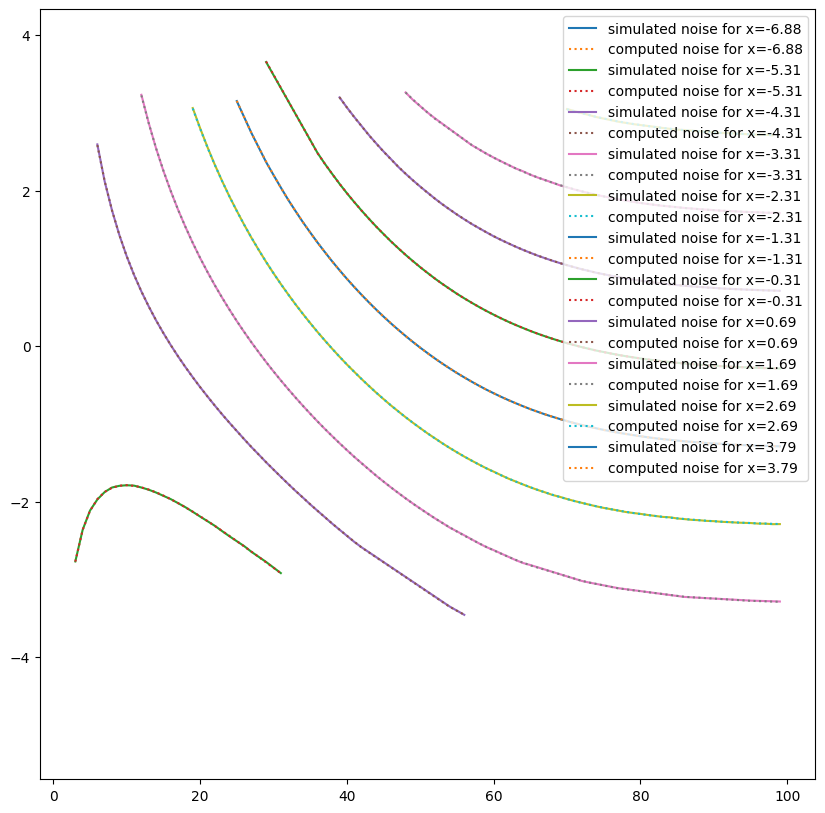 simulated noise for x=-6.88
computed noise for x=-6.88
simulated noise for x=-5.31
computed noise for x=-5.31
simulated noise for x=-4.31
computed noise for x=-4.31
simulated noise for x=-3.31
computed noise for x=-3.31
simulated noise for x=-2.31
computed noise for x=-2.31
simulated noise for x=-1.31
computed noise for x=-1.31
simulated noise for x=-0.31
computed noise for x=-0.31
simulated noise for x=0.69
computed noise for x=0.69
simulated noise for x=1.69
computed noise for x=1.69
simulated noise for x=2.69
computed noise for x=2.69
simulated noise for x=3.79
computed noise for x=3.79
4
2
0
−2
−4
0 20 40 60 80 100